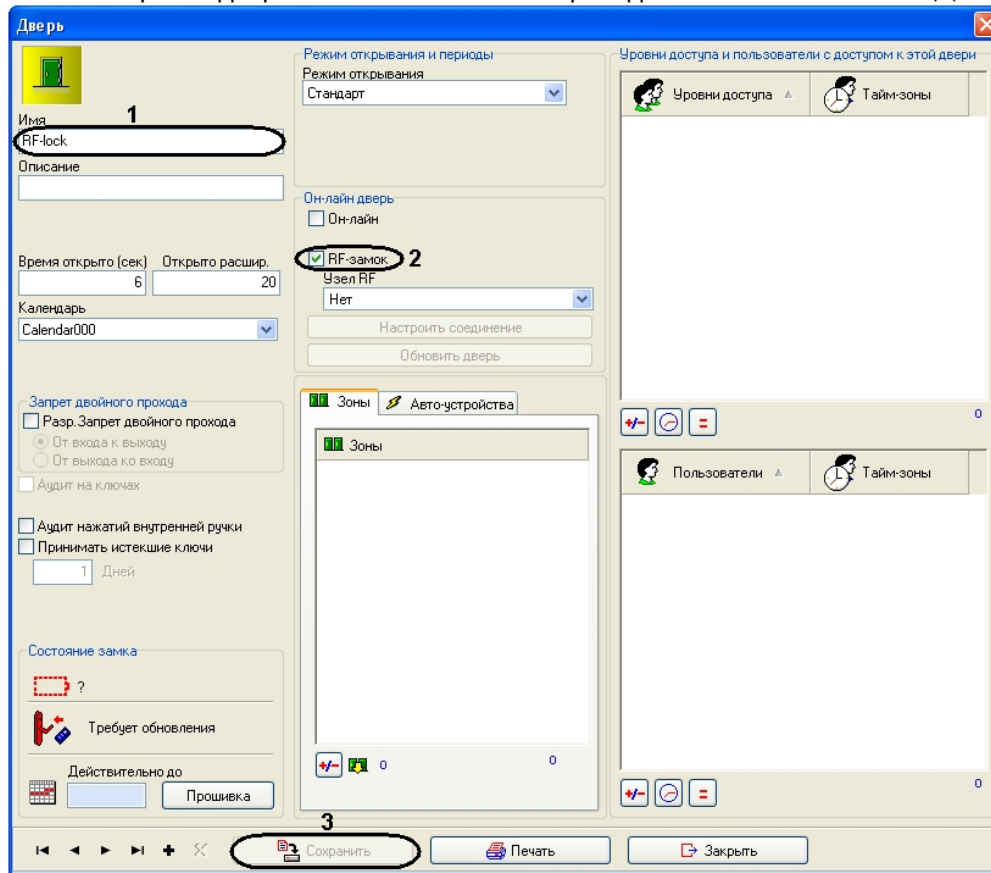 Дверь
Имя
1
RF-lock
Описание
Время открыто (сек)
Открыто расшир.
6
20
Календарь
Calendar000
Запрет двойного прохода
Разр.Запрет двойного прохода
От входа к выходу
От выхода ко входу
Аудит на ключах
Аудит нажатий внутренней ручки
Принимать истекшие ключи
1 Дней
Состояние замка
?
Требует обновления
Действительно до
Прошивка
Режим открывания и периоды
Режим открывания
Стандарт
Он-лайн дверь
Он-лайн
RF-замок 2
Узел RF
Нет
Настроить соединение
Обновить дверь
Зоны
Авто-устройства
Зоны
+/- 0 0
Уровни доступа и пользователи с доступом к этой двери
Уровни доступа
Тайм-зоны
+/- = 0
Пользователи
Тайм-зоны
+/- = 0
3
Сохранить
Печать
Закрыть